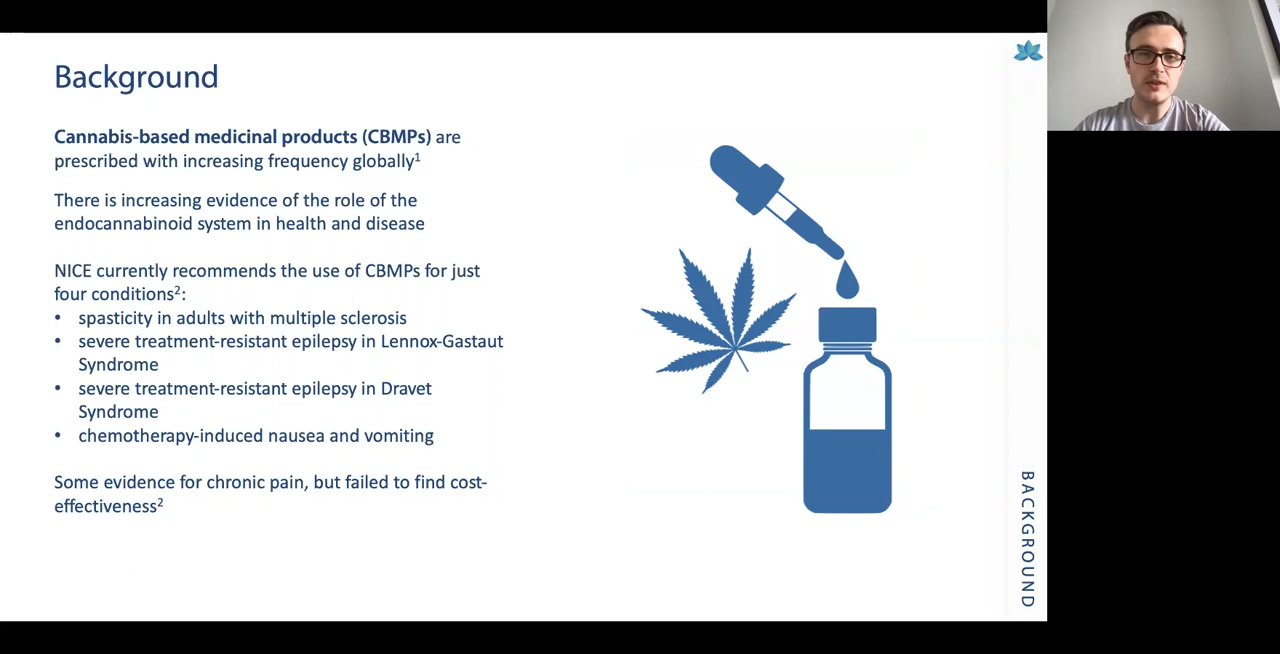 Background
Cannabis-based medicinal products (CBMPs) are
prescribed with increasing frequency globally¹
There is increasing evidence of the role of the
endocannabinoid system in health and disease
NICE currently recommends the use of CBMPs for just
four conditions²:
• spasticity in adults with multiple sclerosis
• severe treatment-resistant epilepsy in Lennox-Gastaut
Syndrome
• severe treatment-resistant epilepsy in Dravet
Syndrome
• chemotherapy-induced nausea and vomiting
Some evidence for chronic pain, but failed to find cost-
effectiveness²
BACKGROUND